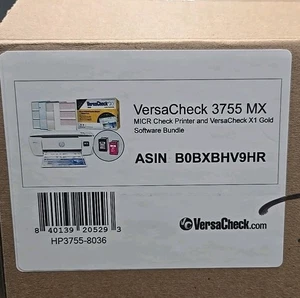 VersaCheck
VersaCheck 3755 MX
MICR Check Printer and VersaCheck X1 Gold
Software Bundle
ASIN B0BXBHV9HR
8 40139 20529 3
HP3755-8036
VersaCheck.com